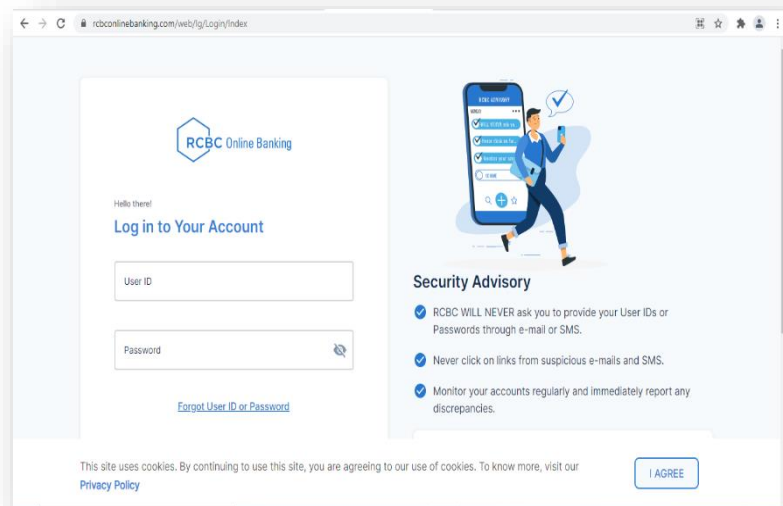 rcbconlinebanking.com/web/lg/Login/Index
RCBC Online Banking
Hello there!
Log in to Your Account
User ID
Password
Forgot User ID or Password
RCBC ADVISORY
WILL NEVER
Security Advisory
RCBC WILL NEVER ask you to provide your User IDs or
Passwords through e-mail or SMS.
Never click on links from suspicious e-mails and SMS.
Monitor your accounts regularly and immediately report any
discrepancies.
This site uses cookies. By continuing to use this site, you are agreeing to our use of cookies. To know more, visit our
Privacy Policy
I AGREE